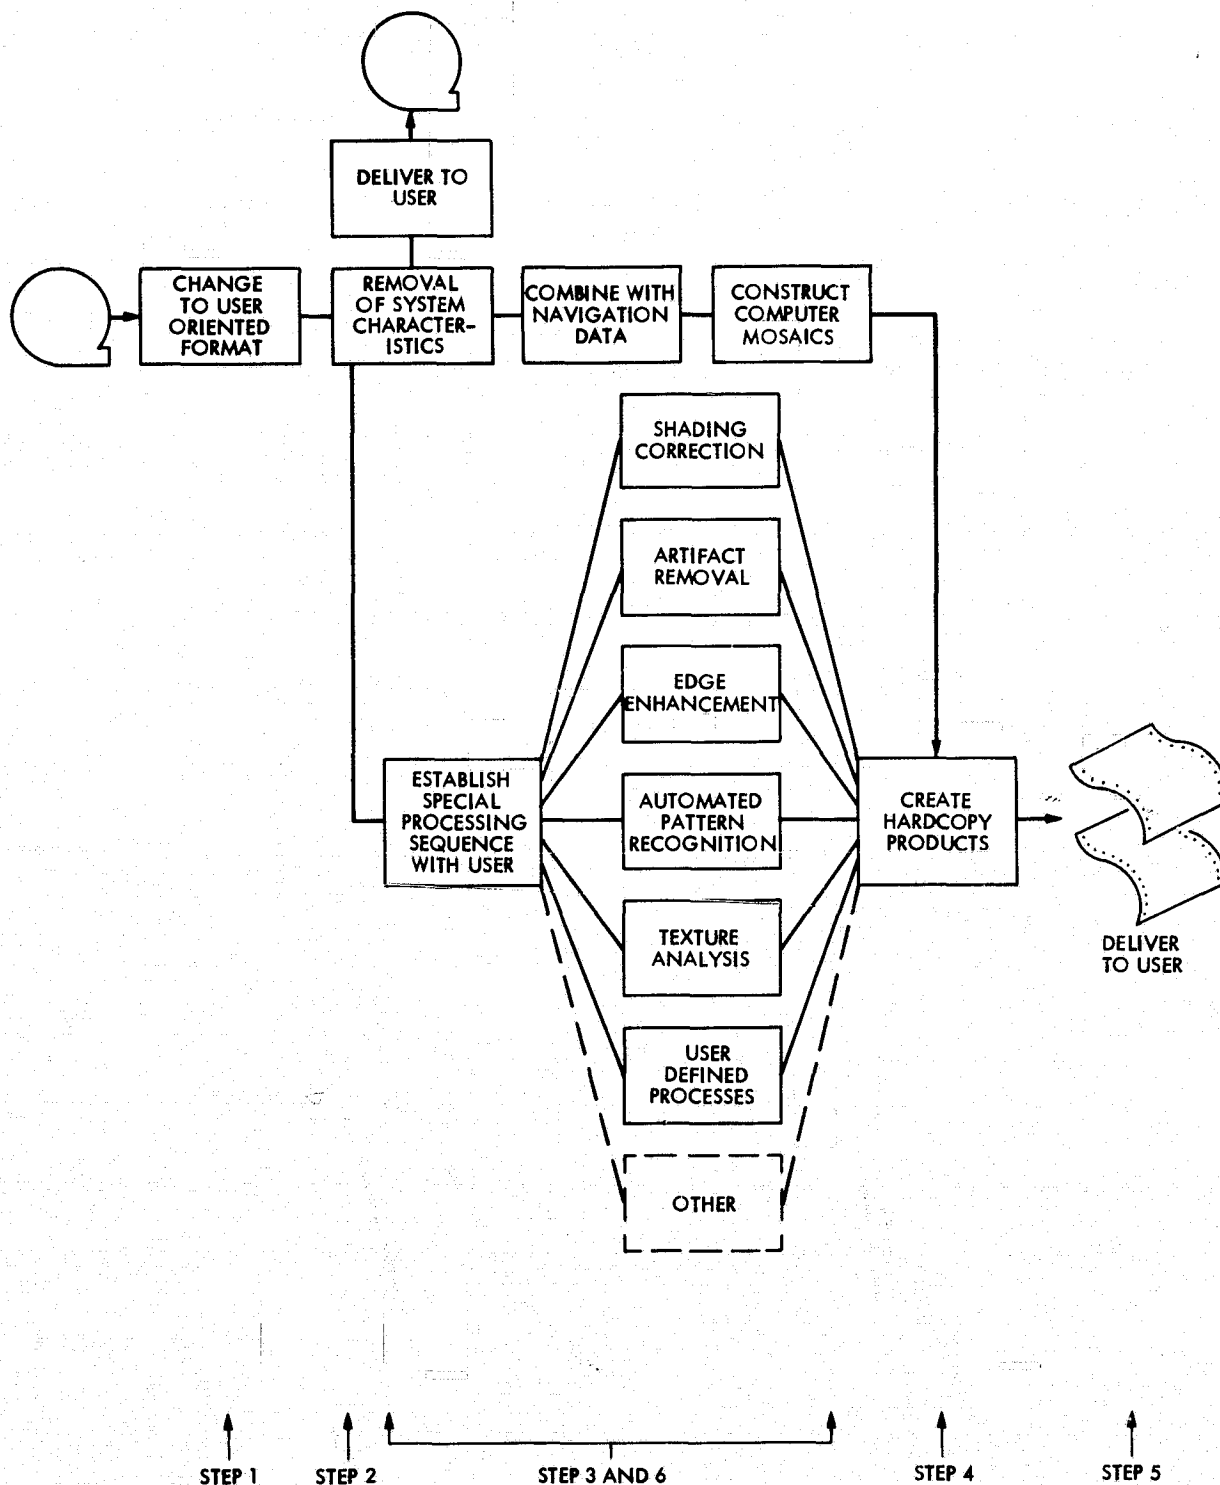 DELIVER TO
USER
CHANGE
TO USER
ORIENTED
FORMAT
REMOVAL
OF SYSTEM
CHARACTER-
ISTICS
COMBINE WITH
NAVIGATION
DATA
CONSTRUCT
COMPUTER
MOSAICS
SHADING
CORRECTION
ARTIFACT
REMOVAL
EDGE
ENHANCEMENT
ESTABLISH
SPECIAL
PROCESSING
SEQUENCE
WITH USER
AUTOMATED
PATTERN
RECOGNITION
CREATE
HARDCOPY
PRODUCTS
DELIVER
TO USER
TEXTURE
ANALYSIS
USER
DEFINED
PROCESSES
OTHER
STEP 1
STEP 2
STEP 3 AND 6
STEP 4
STEP 5